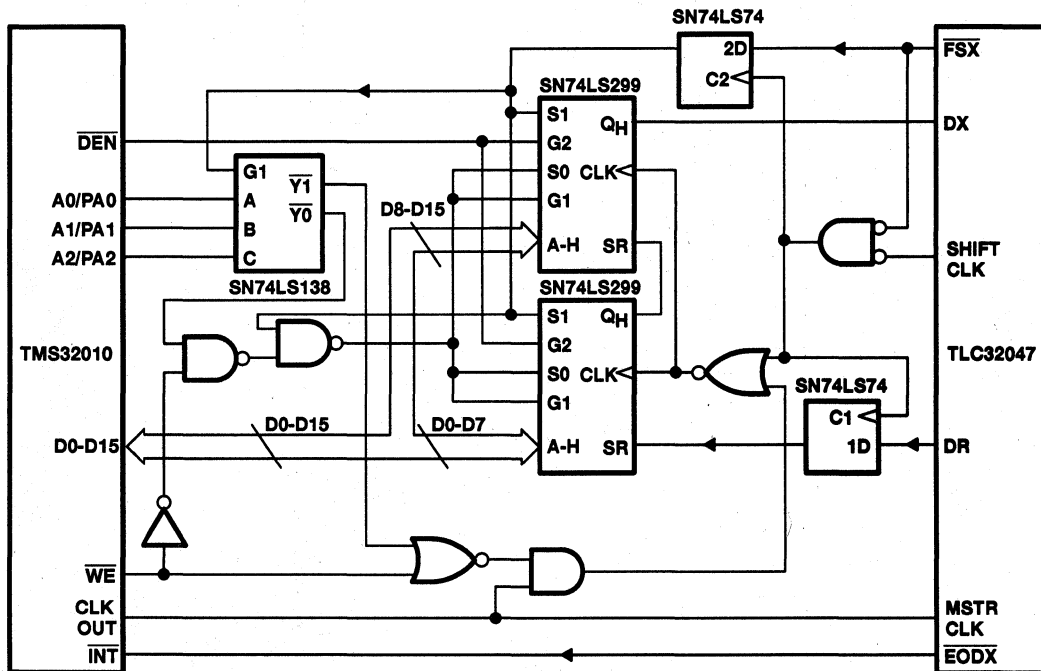 SN74LS74
2D
C2
FSX
SN74LS299
S1
QH
G2
S0
CLK
G1
A-H
SR
DX
DEN
G1
A
B
C
Y1
Y0
SN74LS138
A0/PA0
A1/PA1
A2/PA2
D8-D15
SHIFT
CLK
SN74LS299
S1
QH
G2
S0
CLK
G1
A-H
SR
TMS32010
TLC32047
SN74LS74
C1
1D
DR
D0-D15
D0-D15
D0-D7
WE
CLK
OUT
MSTR
CLK
INT
EODX